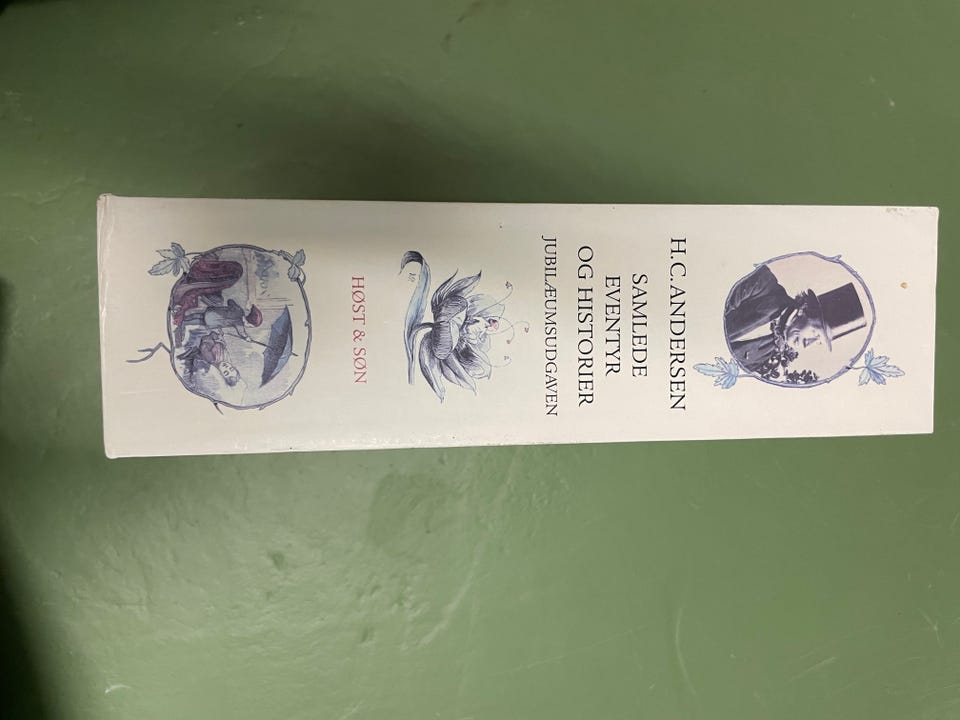 H.C. ANDERSEN
SAMLEDE
EVENTYR
OG HISTORIER
JUBILÆUMSUDGAVEN
HØST & SØN